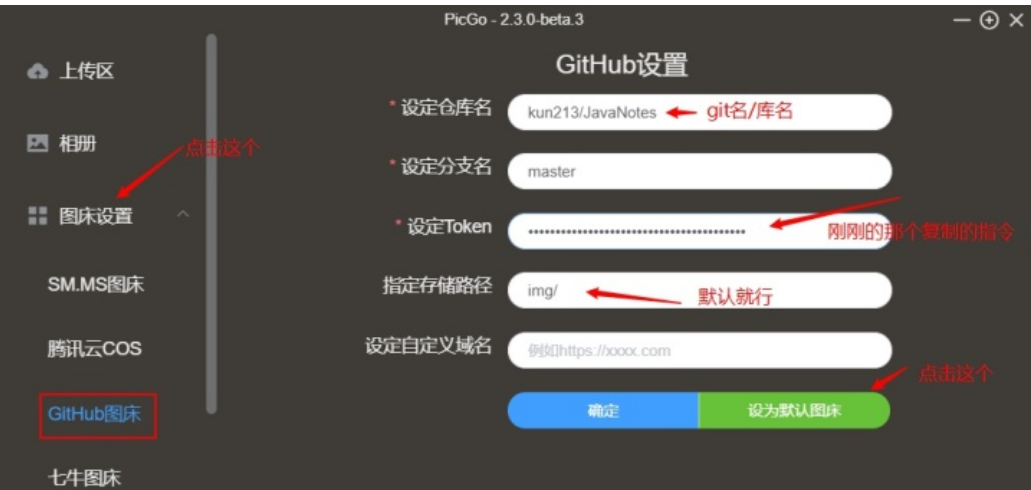 PicGo - 2.3.0-beta.3
上传区
相册
点击这个
图床设置
SM.MS图床
腾讯云COS
GitHub图床
七牛图床
GitHub设置
* 设定仓库名
kun213/JavaNotes
git名/库名
* 设定分支名
master
* 设定Token
刚刚的那个复制的指令
指定存储路径
img/
默认就行
设定自定义域名
例如https://xxxx.com
点击这个
确定
设为默认图床